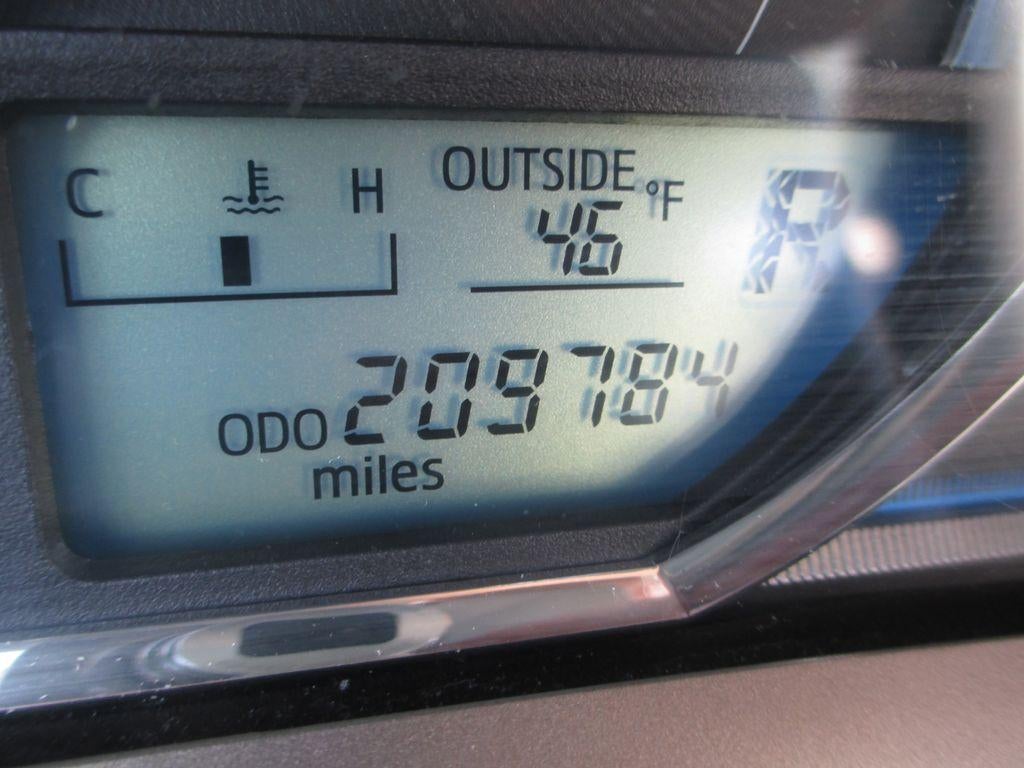 C H OUTSIDE
46 °F P
ODO 209784
miles